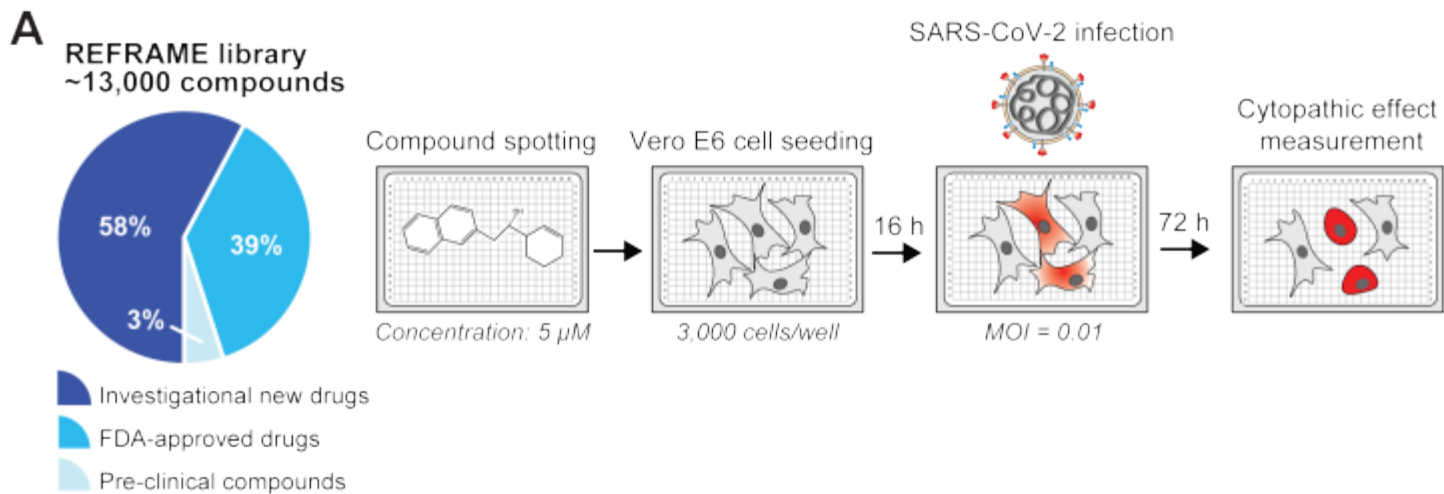 A
REFRAME library
~13,000 compounds
58%
39%
3%
Investigational new drugs
FDA-approved drugs
Pre-clinical compounds
Compound spotting
Concentration: 5 µM
Vero E6 cell seeding
3,000 cells/well
16 h
SARS-CoV-2 infection
MOI = 0.01
72 h
Cytopathic effect
measurement